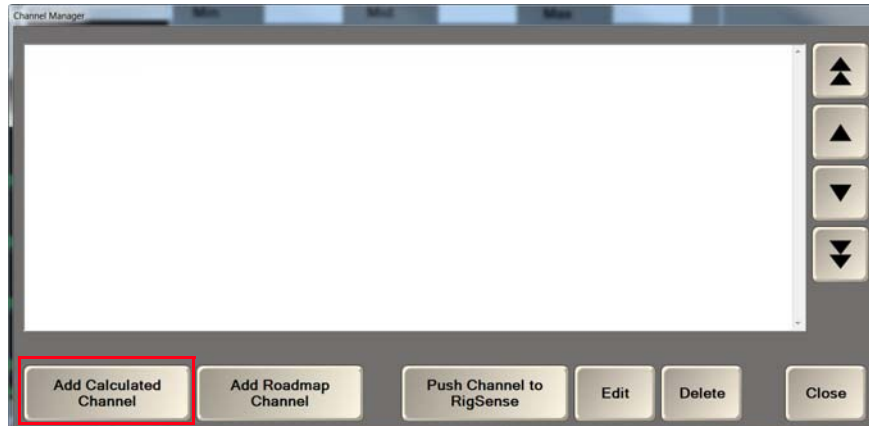 Channel Manager
Min Mid Max
Add Calculated
Channel
Add Roadmap
Channel
Push Channel to
RigSense
Edit
Delete
Close